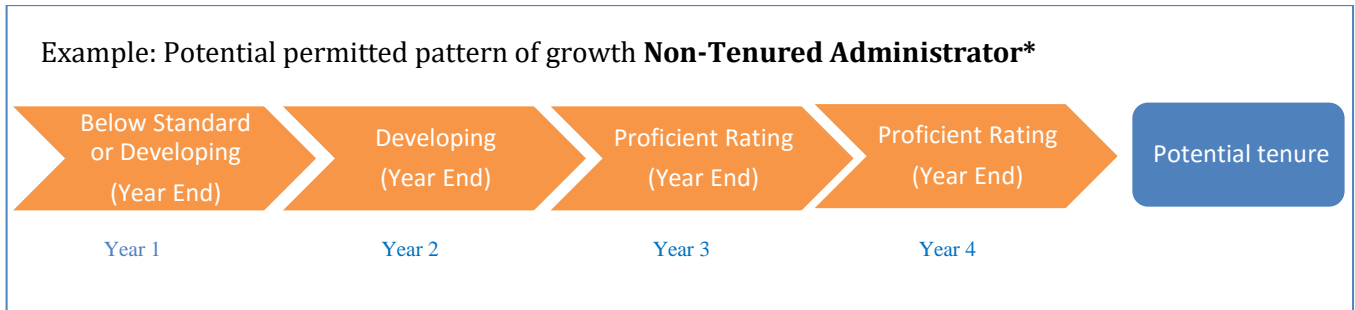 Example: Potential permitted pattern of growth Non-Tenured Administrator*
Below Standard
or Developing
(Year End)
Developing
(Year End)
Proficient Rating
(Year End)
Proficient Rating
(Year End)
Potential tenure
Year 1
Year 2
Year 3
Year 4